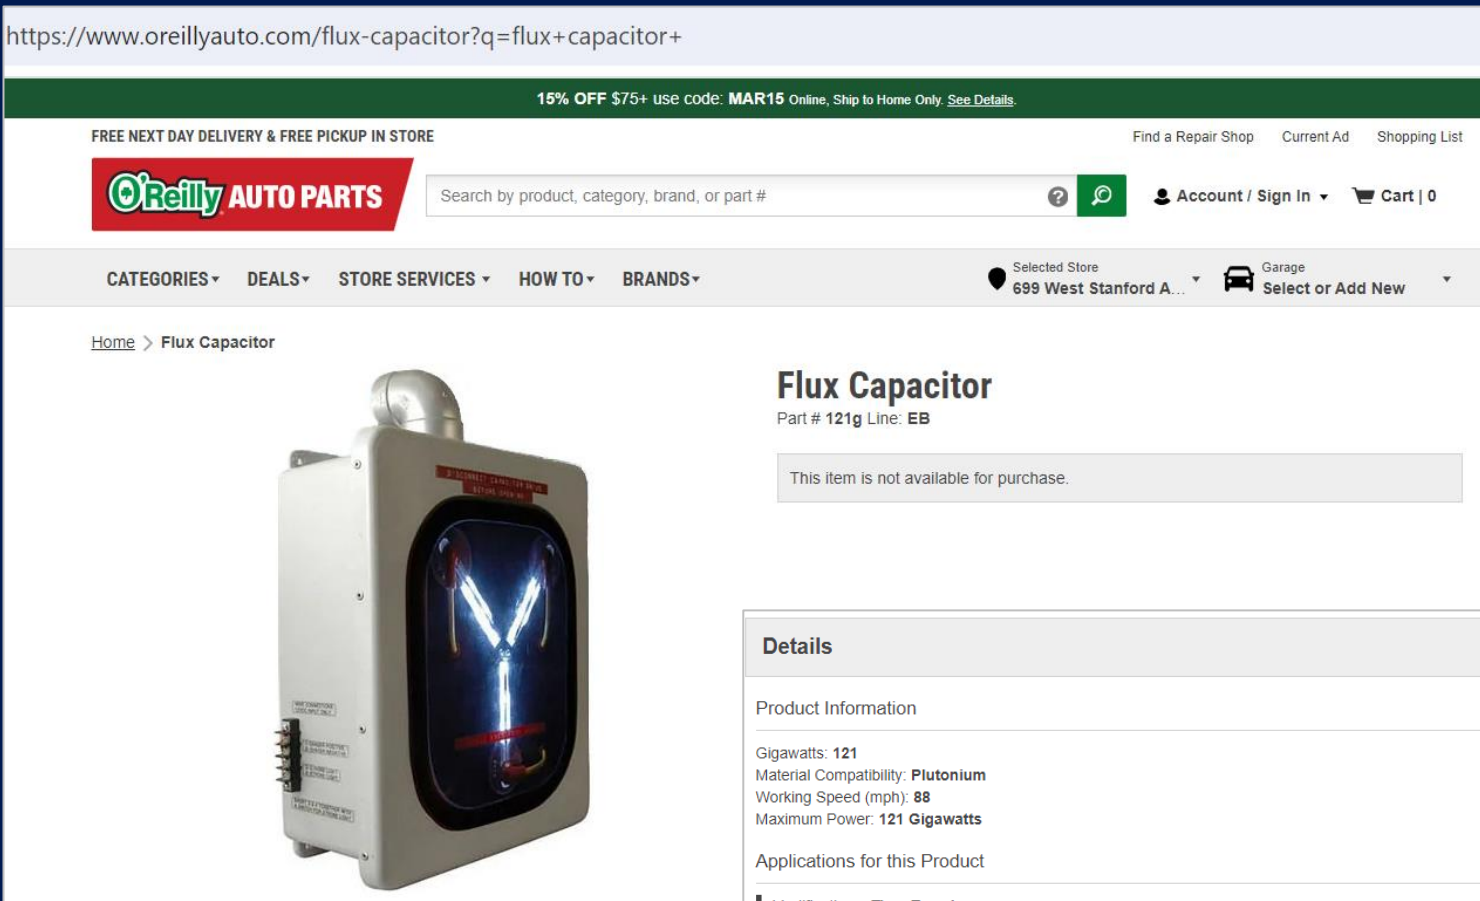 https://www.oreillyauto.com/flux-capacitor?q=flux+capacitor+
15% OFF $75+ use code: MAR15 Online, Ship to Home Only. See Details.
FREE NEXT DAY DELIVERY & FREE PICKUP IN STORE
Find a Repair Shop Current Ad Shopping List
O'Reilly AUTO PARTS
Search by product, category, brand, or part #
Account / Sign In
Cart | 0
CATEGORIES DEALS STORE SERVICES HOW TO BRANDS
Selected Store
699 West Stanford A...
Garage
Select or Add New
Home > Flux Capacitor
Flux Capacitor
Part # 121g Line: EB
This item is not available for purchase.
DISCONNECT CAPACITOR DRIVE
BEFORE OPENING
Details
Product Information
Gigawatts: 121
Material Compatibility: Plutonium
Working Speed (mph): 88
Maximum Power: 121 Gigawatts
Applications for this Product